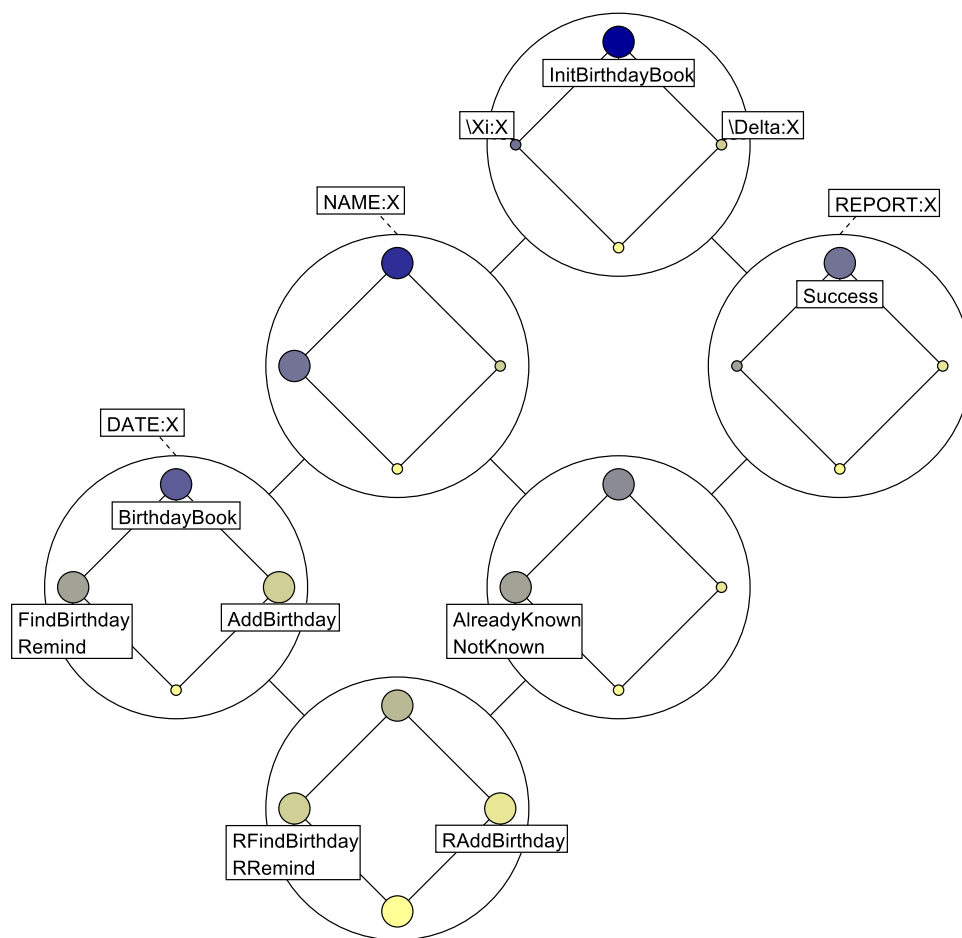 InitBirthdayBook
\Xi:X
\Delta:X
NAME:X
REPORT:X
Success
DATE:X
BirthdayBook
FindBirthday
Remind
AddBirthday
AlreadyKnown
NotKnown
RFindBirthday
RRemind
RAddBirthday